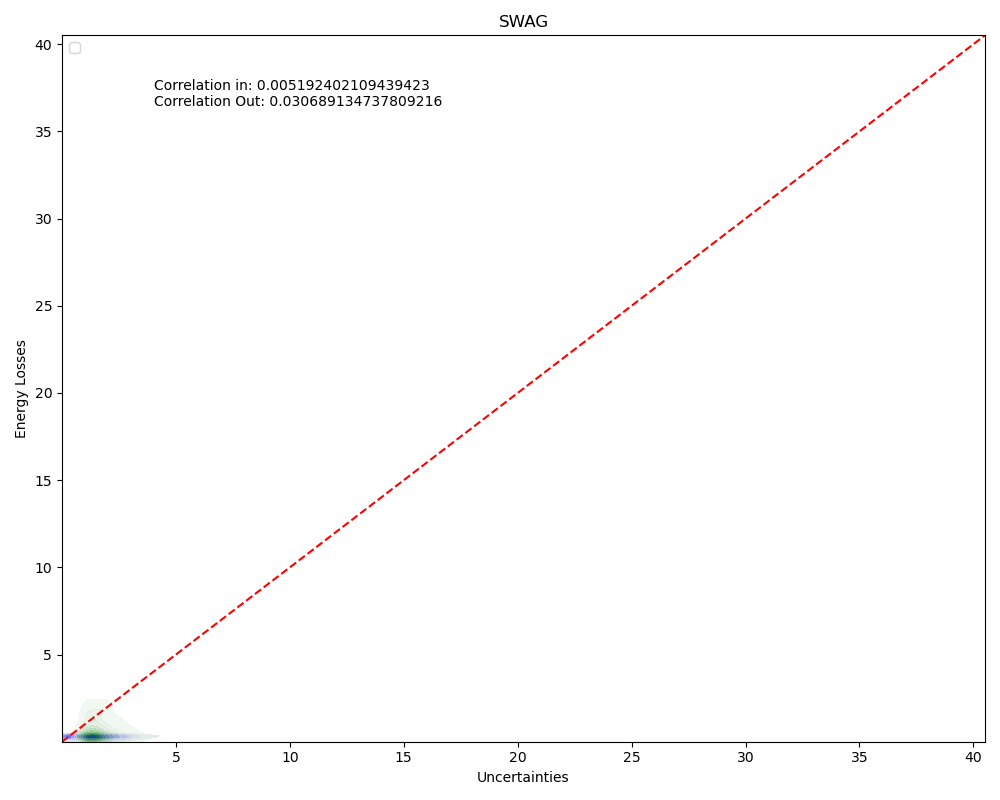 SWAG
40
Correlation in: 0.005192402109439423
Correlation Out: 0.030689134737809216
35
30
25
20
15
10
5
Energy Losses
5 10 15 20 25 30 35 40
Uncertainties